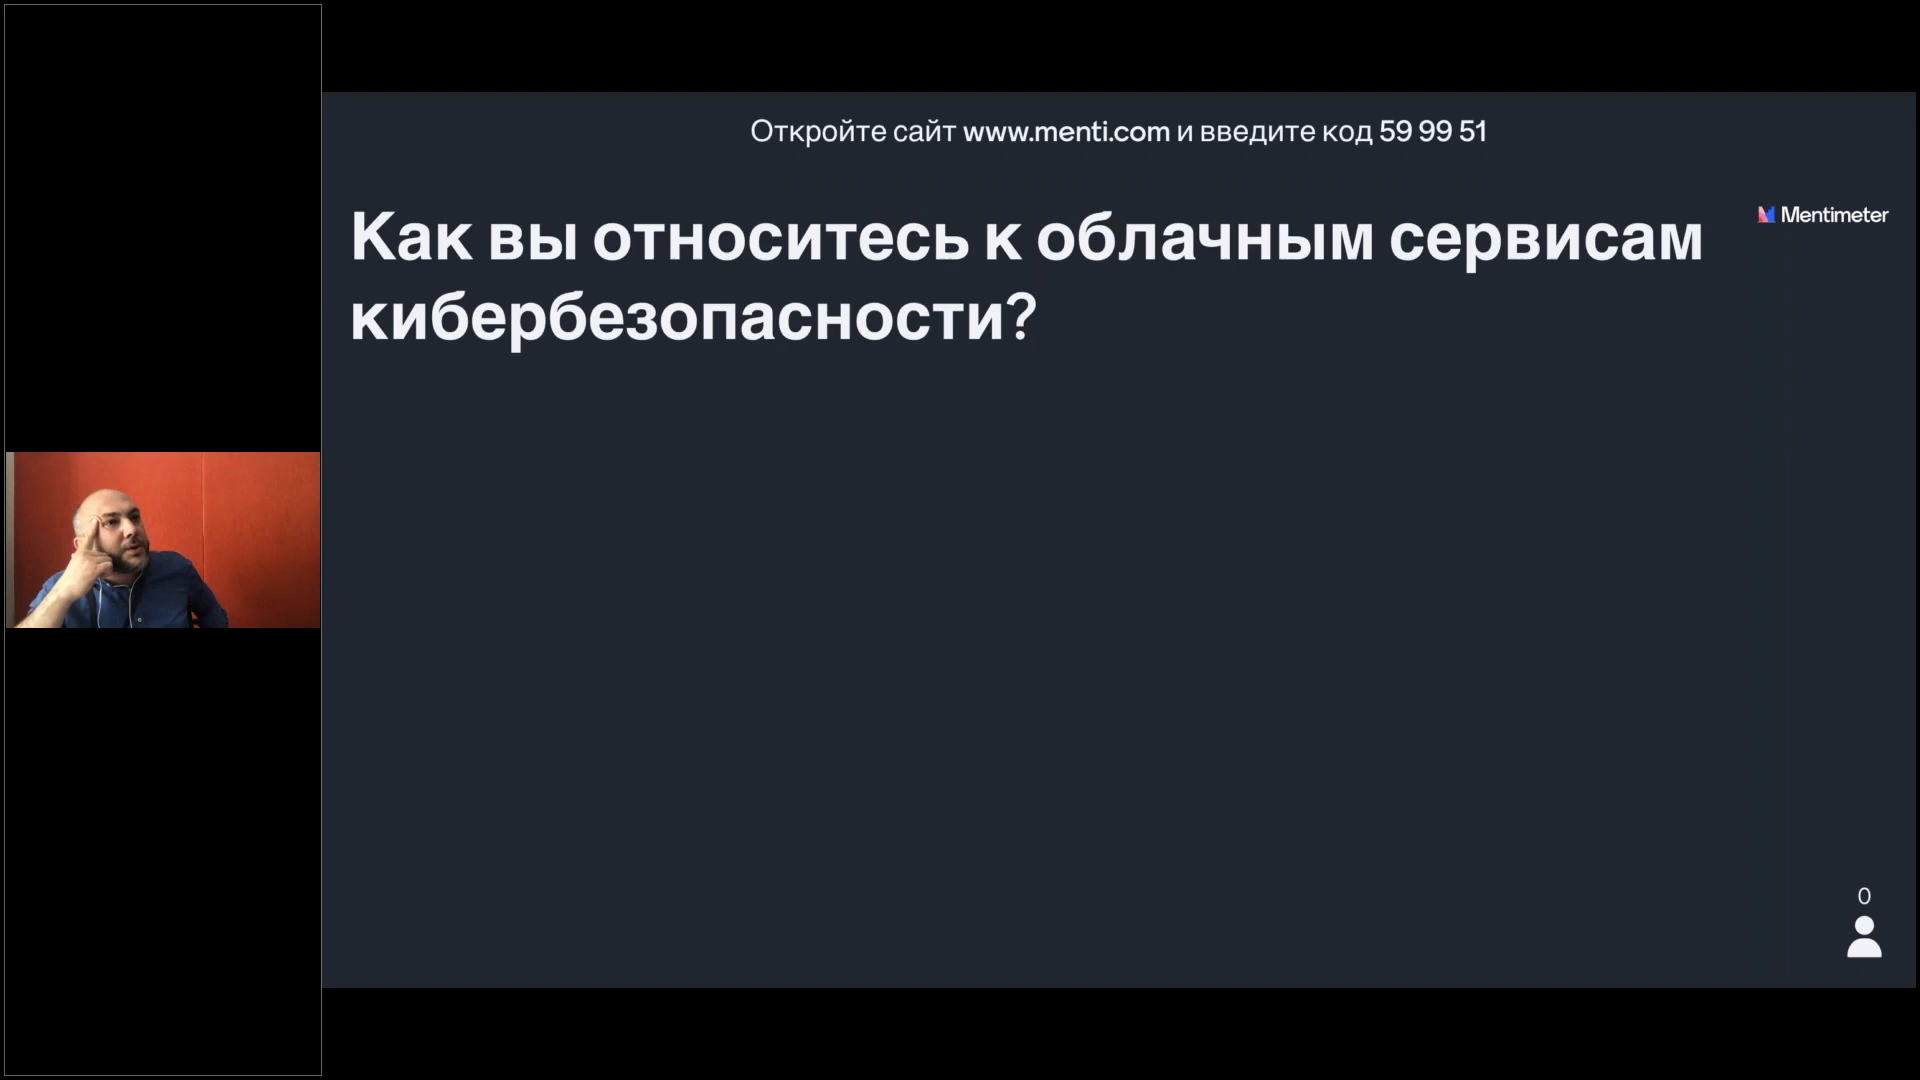 Откройте сайт www.menti.com и введите код 59 99 51
Как вы относитесь к облачным сервисам
кибербезопасности?
Mentimeter
0